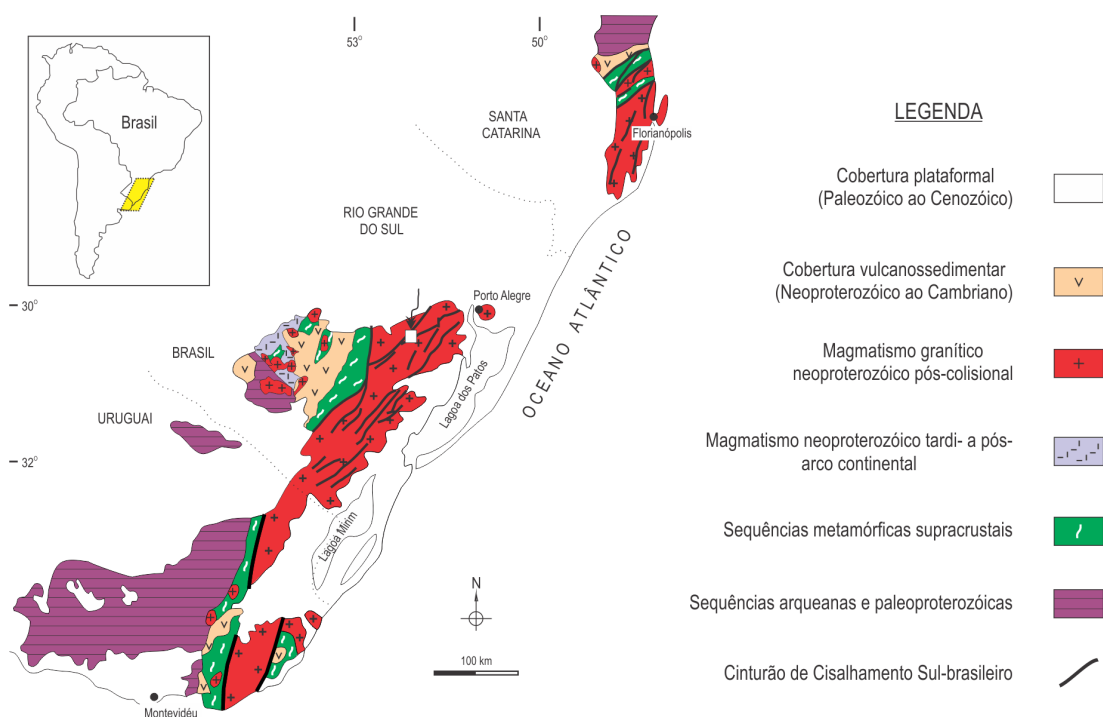 53°
50°
Brasil
SANTA
CATARINA
Florianópolis
RIO GRANDE
DO SUL
30°
Porto Alegre
BRASIL
URUGUAI
32°
Lagoa dos Patos
Lagoa Mirim
OCEANO ATLÂNTICO
N
100 km
Montevidéu
LEGENDA
Cobertura plataformal
(Paleozóico ao Cenozóico)
Cobertura vulcanossedimentar
(Neoproterozóico ao Cambriano)
Magmatismo granítico
neoproterozóico pós-colisional
Magmatismo neoproterozóico tardi- a pós-
arco continental
Sequências metamórficas supracrustais
Sequências arqueanas e paleoproterozóicas
Cinturão de Cisalhamento Sul-brasileiro